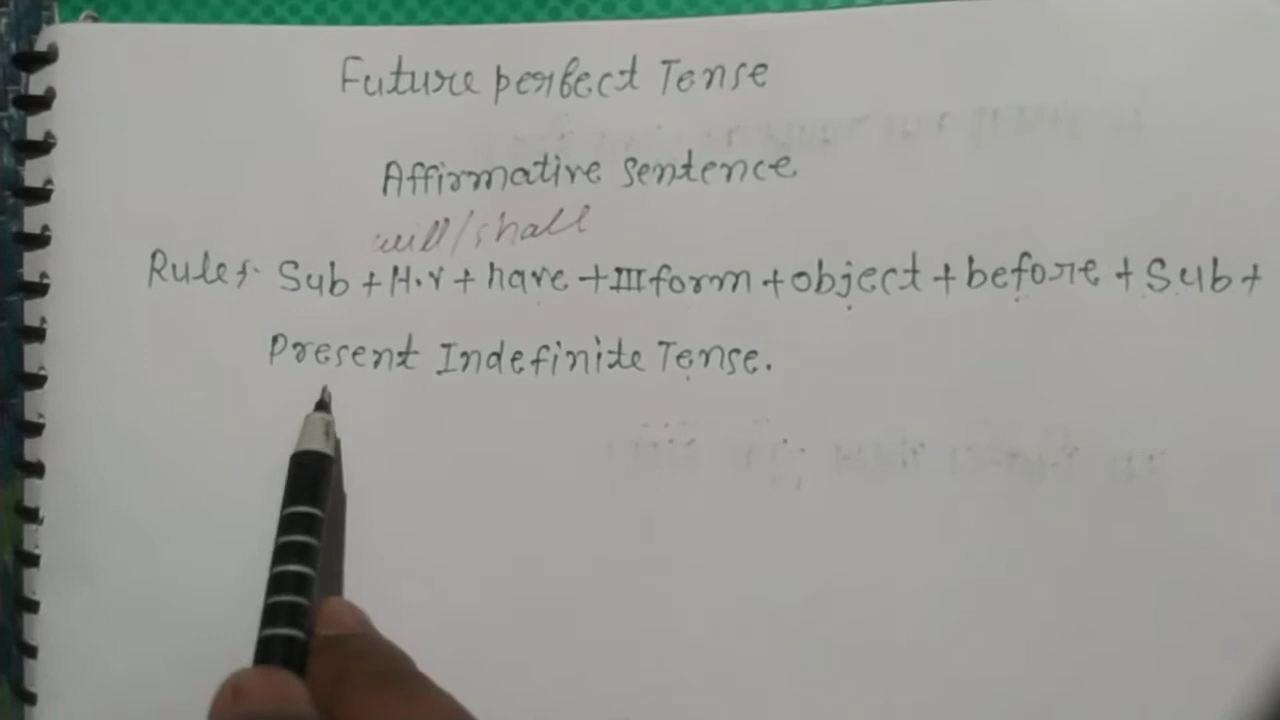 Future perfect Tense
Affirmative sentence
will/shall
Rules:- Sub + H.V + have + III form + object + before + Sub +
Present Indefinite Tense.